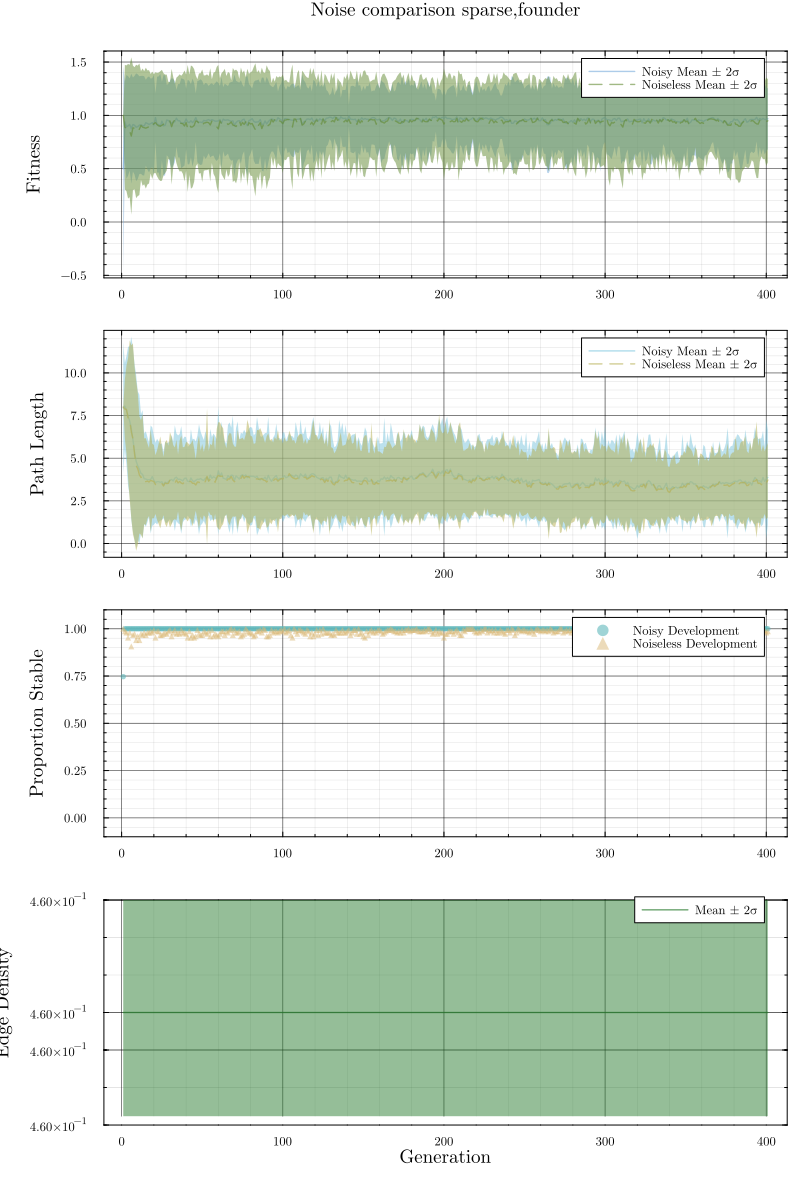 Noise comparison sparse,founder
Fitness
1.5
1.0
0.5
0.0
−0.5
Noisy Mean ± 2σ
Noiseless Mean ± 2σ
0 100 200 300 400
Path Length
10.0
7.5
5.0
2.5
0.0
Noisy Mean ± 2σ
Noiseless Mean ± 2σ
0 100 200 300 400
Proportion Stable
1.00
0.75
0.50
0.25
0.00
Noisy Development
Noiseless Development
0 100 200 300 400
Edge Density
4.60×10⁻¹
4.60×10⁻¹
4.60×10⁻¹
4.60×10⁻¹
Mean ± 2σ
0 100 200 300 400
Generation